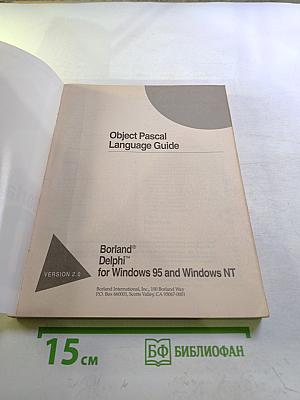 Object Pascal
Language Guide
VERSION 2.0
Borland®
Delphi™
for Windows 95 and Windows NT
Borland International, Inc., 100 Borland Way
P.O. Box 660001, Scotts Valley, CA 95067-0001
15 см
БФ БИБЛИОФАН